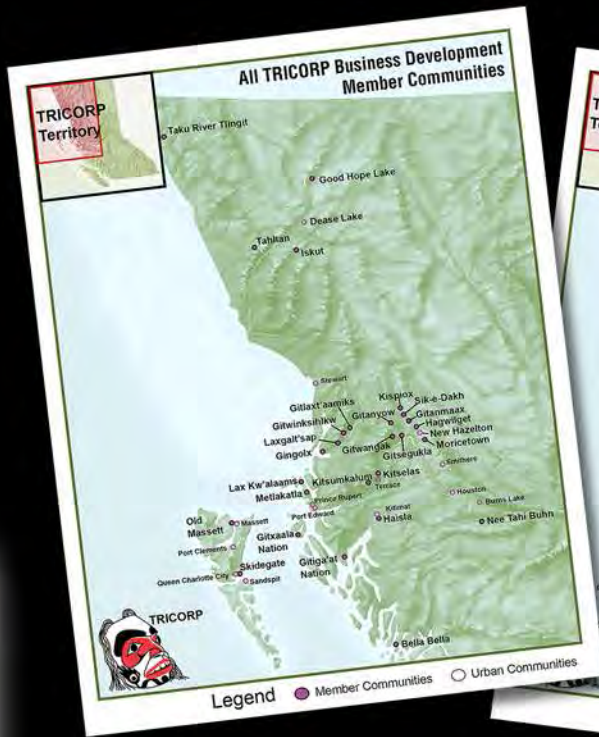 All TRICORP Business Development
Member Communities
TRICORP
Territory
Taku River Tlingit
Good Hope Lake
Dease Lake
Tahltan
Iskut
Stewart
Kispiox
Sik-e-Dakh
Gitlaxt'aamiks
Gitanyow
Gitanmaax
Gitwinksihlkw
Hagwilget
Laxgalt'sap
New Hazelton
Gitwangak
Moricetown
Gingolx
Gitsegukla
Smithers
Lax Kw'alaams
Kitsumkalum
Kitselas
Terrace
Metlakatla
Prince Rupert
Houston
Burns Lake
Port Edward
Kitimat
Haisla
Nee Tahi Buhn
Old
Massett
Massett
Gitxaala
Nation
Port Clements
Gitiga'at
Nation
Skidegate
Queen Charlotte City
Sandspit
TRICORP
Bella Bella
Legend
Member Communities
Urban Communities